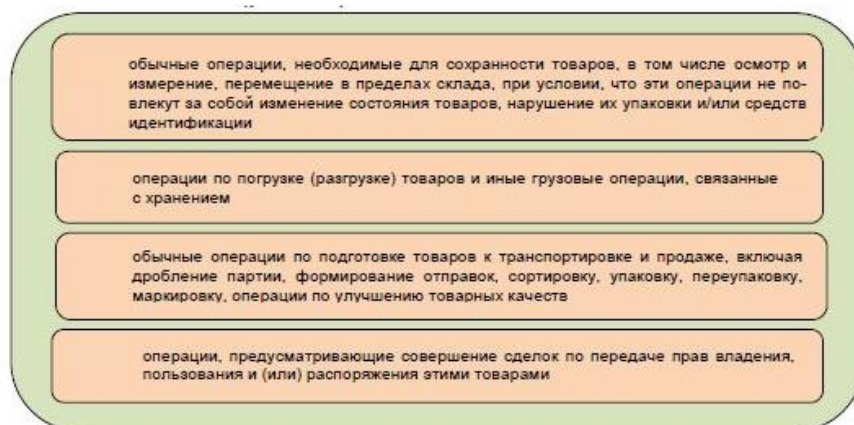 обычные операции, необходимые для сохранности товаров, в том числе осмотр и
измерение, перемещение в пределах склада, при условии, что эти операции не по-
влекут за собой изменение состояния товаров, нарушение их упаковки и/или средств
идентификации
операции по погрузке (разгрузке) товаров и иные грузовые операции, связанные
с хранением
обычные операции по подготовке товаров к транспортировке и продаже, включая
дробление партии, формирование отправок, сортировку, упаковку, переупаковку,
маркировку, операции по улучшению товарных качеств
операции, предусматривающие совершение сделок по передаче прав владения,
пользования и (или) распоряжения этими товарами